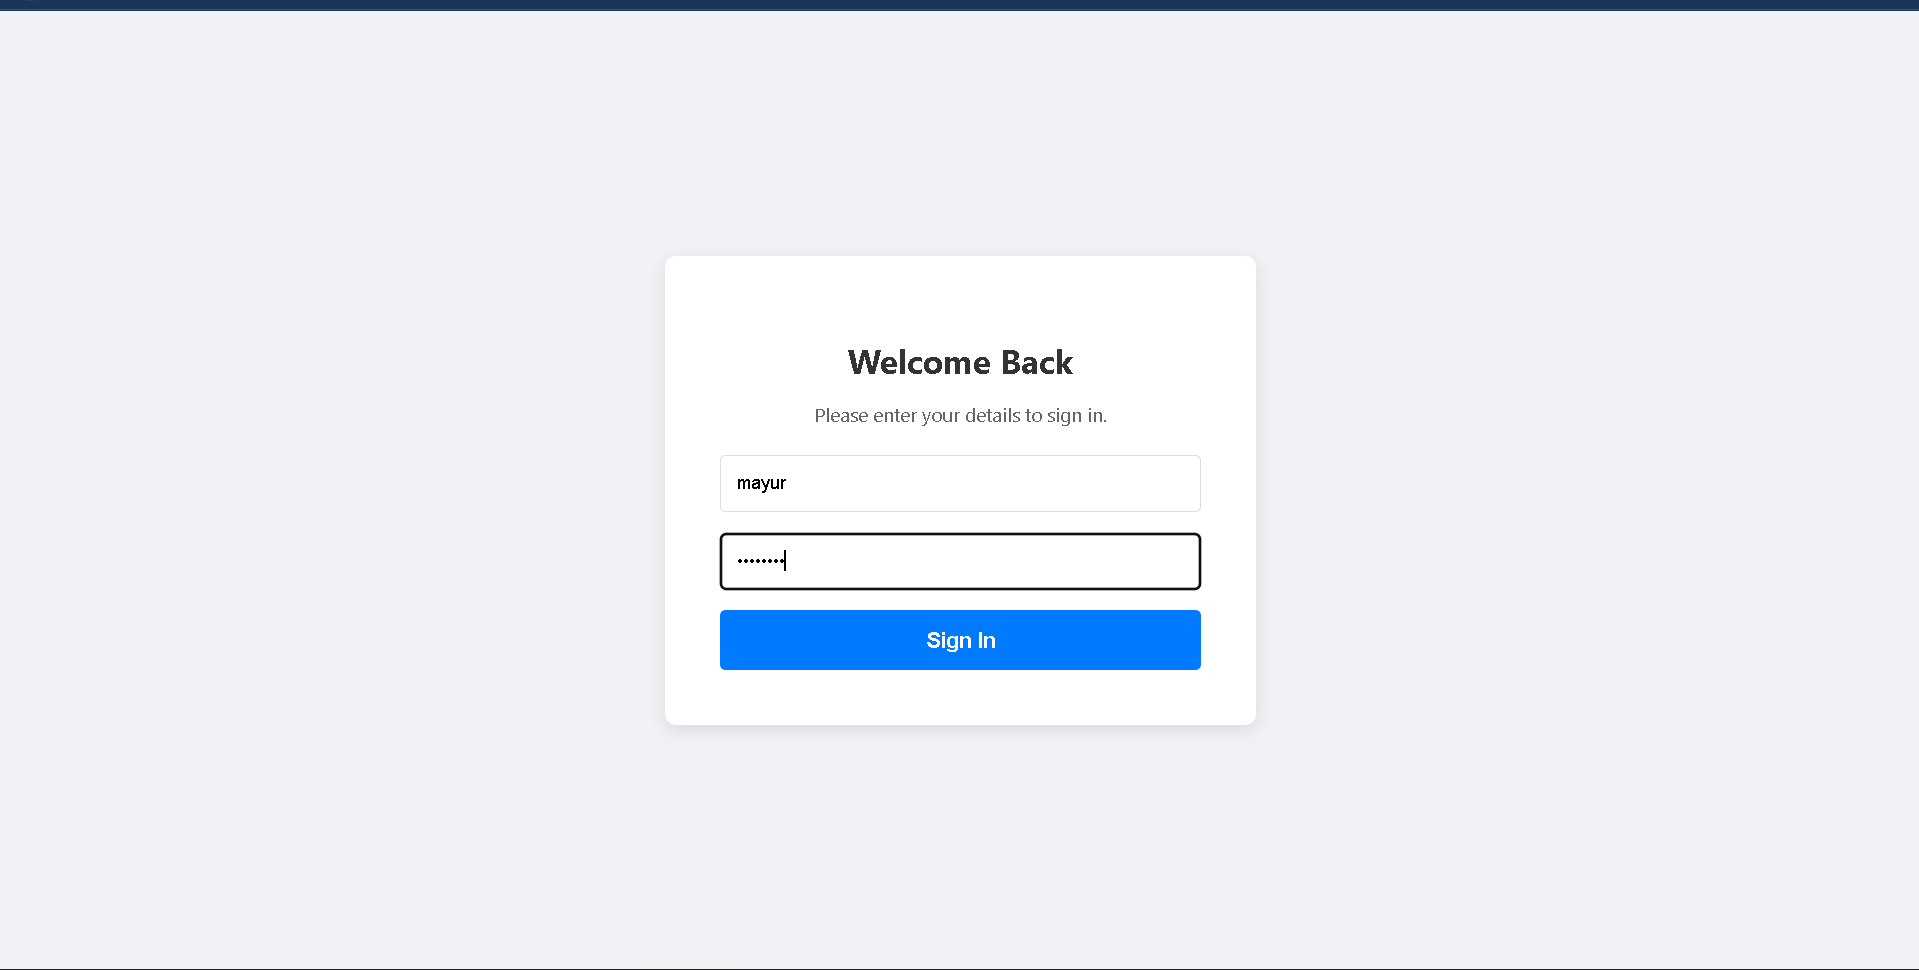 Welcome Back
Please enter your details to sign in.
mayur
••••••••
Sign In